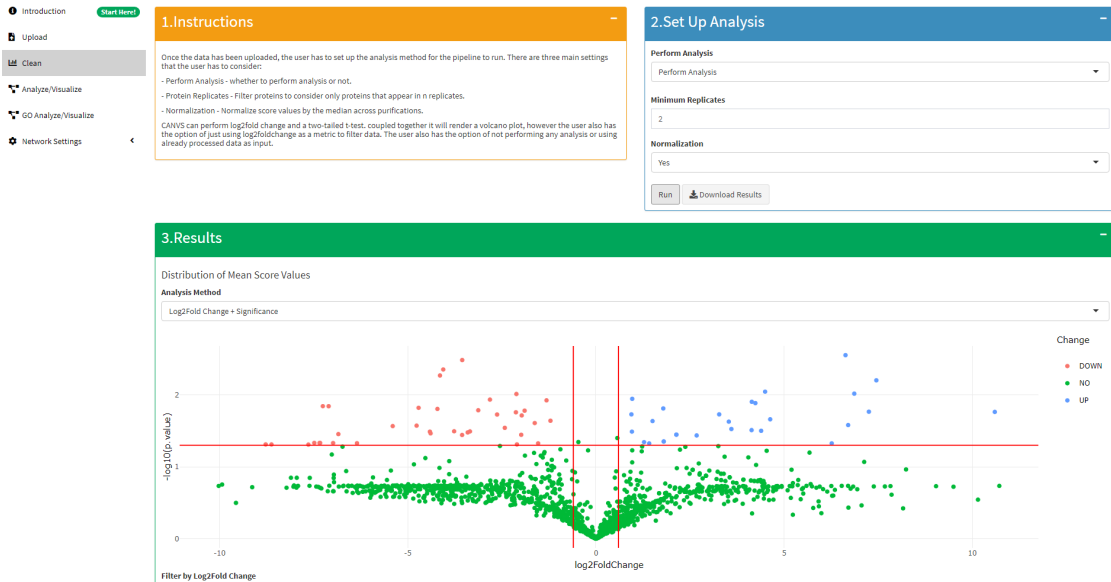 Introduction
Start Here!
Upload
Clean
Analyze/Visualize
GO Analyze/Visualize
Network Settings
1.Instructions
Once the data has been uploaded, the user has to set up the analysis method for the pipeline to run. There are three main settings
that the user has to consider:
- Perform Analysis - whether to perform analysis or not.
- Protein Replicates - Filter proteins to consider only proteins that appear in n replicates.
- Normalization - Normalize score values by the median across purifications.
CANVS can perform log2fold change and a two-tailed t-test. coupled together it will render a volcano plot, however the user also has
the option of just using log2foldchange as a metric to filter data. The user also has the option of not performing any analysis or using
already processed data as input.
2.Set Up Analysis
Perform Analysis
Perform Analysis
Minimum Replicates
2
Normalization
Yes
Run
Download Results
3.Results
Distribution of Mean Score Values
Analysis Method
Log2Fold Change + Significance
Change
DOWN
NO
UP
-log10(p_value)
2
1
0
-10
-5
0
5
10
log2FoldChange
Filter by Log2Fold Change